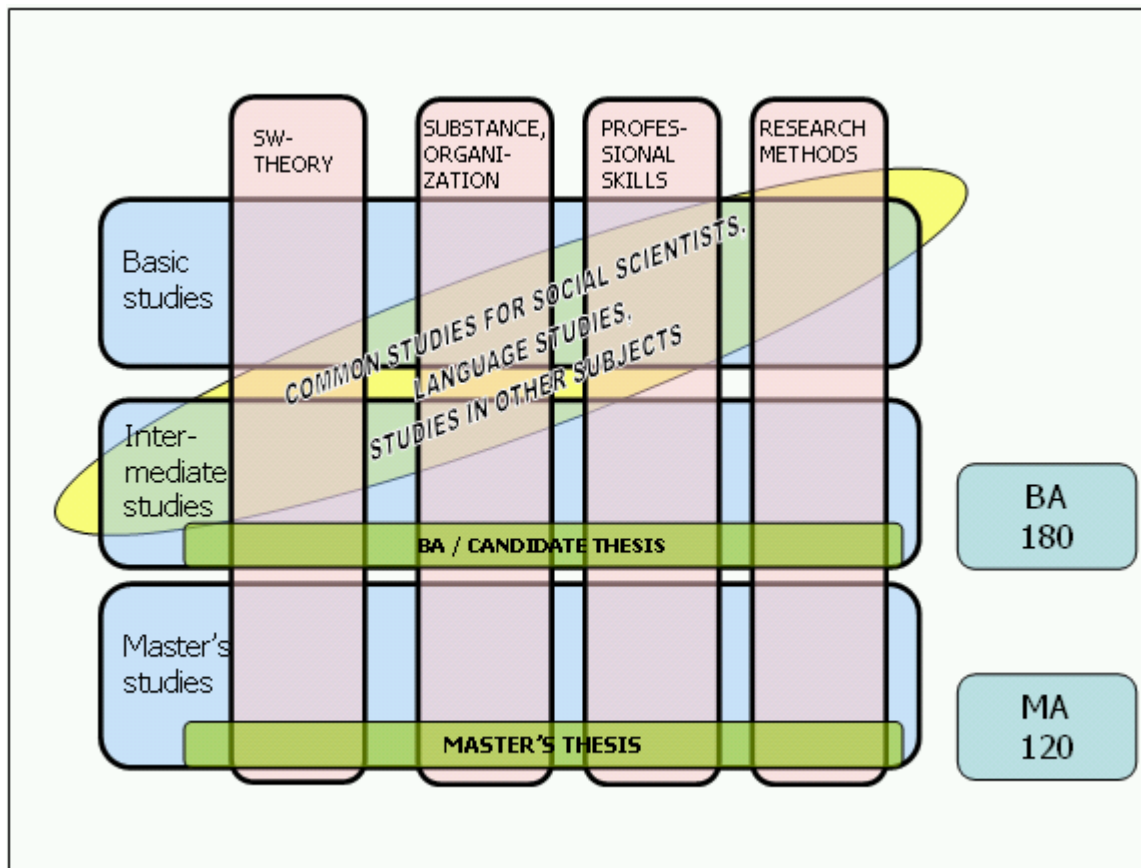 SW-
THEORY
SUBSTANCE,
ORGANI-
ZATION
PROFES-
SIONAL
SKILLS
RESEARCH
METHODS
Basic
studies
COMMON STUDIES FOR SOCIAL SCIENTISTS,
LANGUAGE STUDIES,
STUDIES IN OTHER SUBJECTS
Inter-
mediate
studies
BA / CANDIDATE THESIS
BA
180
Master's
studies
MASTER'S THESIS
MA
120